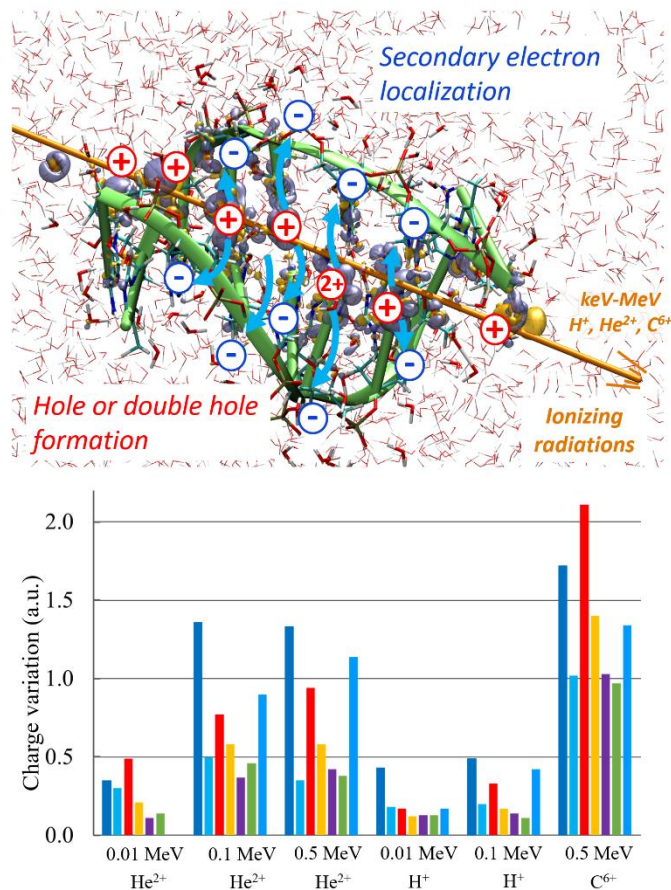 Secondary electron
localization
+
+
-
-
+
+
-
-
2+
-
-
+
+
keV-MeV
H⁺, He²⁺, C⁶⁺
-
-
-
-
Hole or double hole
formation
Ionizing
radiations
Charge variation (a.u.)
2.0
1.5
1.0
0.5
0.0
0.01 MeV 0.1 MeV 0.5 MeV 0.01 MeV 0.1 MeV 0.5 MeV
He²⁺ He²⁺ He²⁺ H⁺ H⁺ C⁶⁺